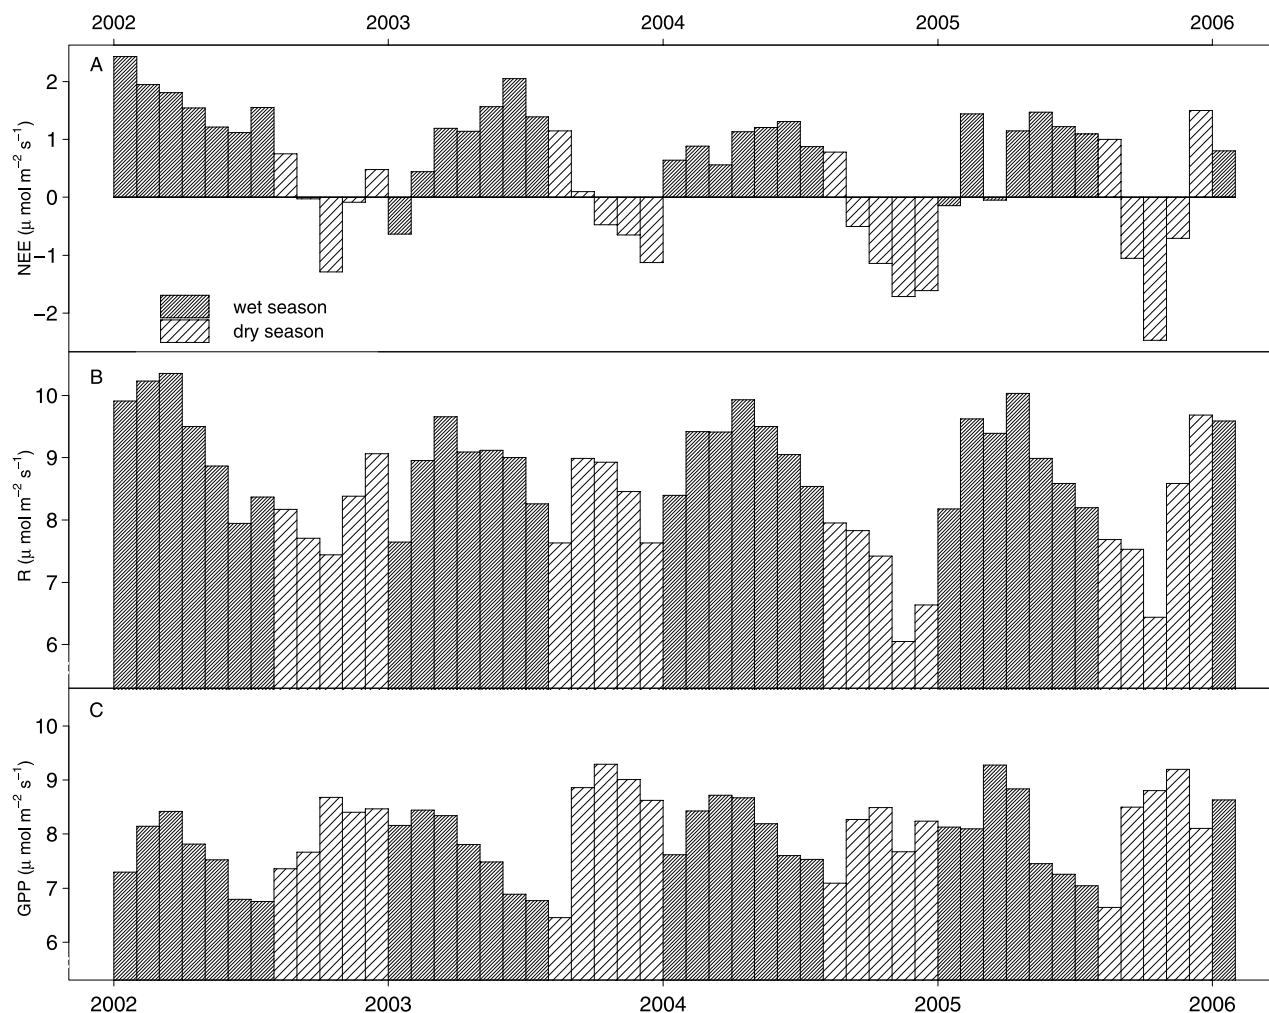 2002 2003 2004 2005 2006
A
2
1
0
−1
−2
NEE (μ mol m−2 s−1)
wet season
dry season
B
10
9
8
7
6
R (μ mol m−2 s−1)
C
10
9
8
7
6
GPP (μ mol m−2 s−1)
2002 2003 2004 2005 2006